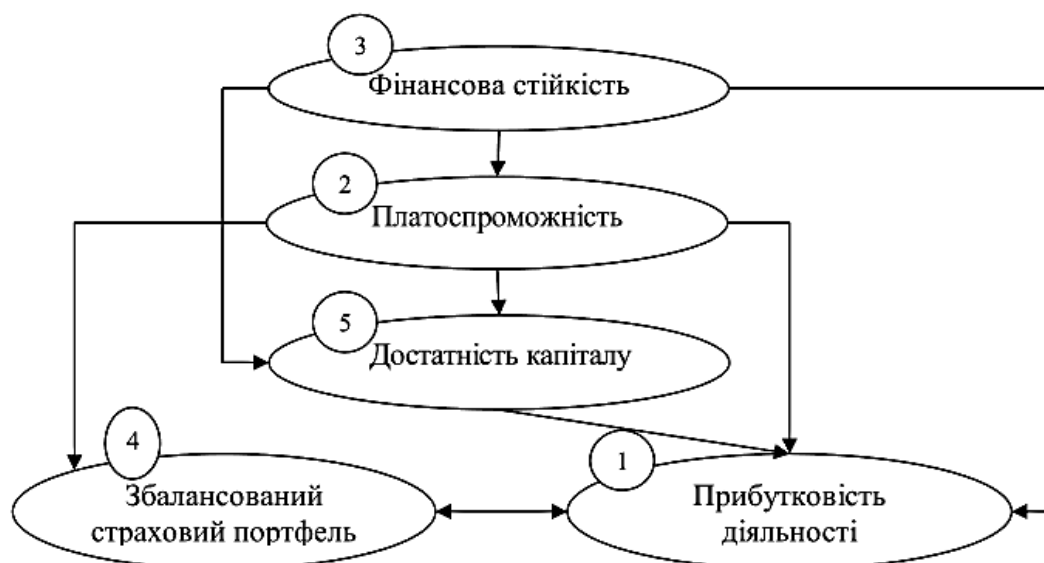 3
Фінансова стійкість
2
Платоспроможність
5
Достатність капіталу
4
Збалансований
страховий портфель
1
Прибутковість
діяльності